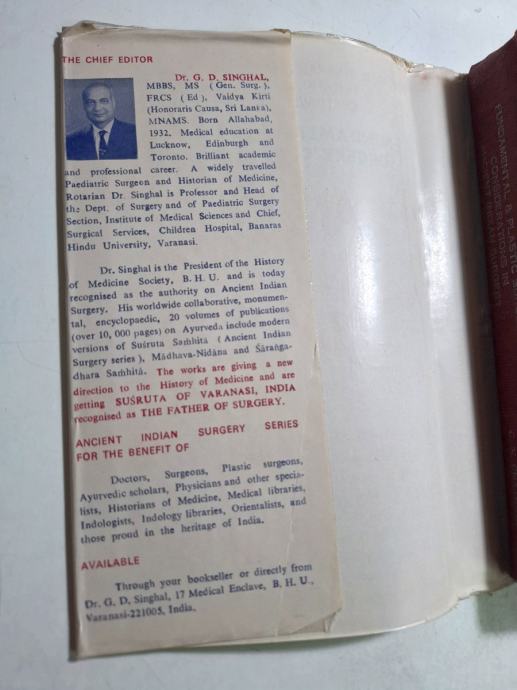 THE CHIEF EDITOR
Dr. G. D. SINGHAL,
MBBS, MS ( Gen. Surg. ),
FRCS ( Ed ), Vaidya Kirti
(Honoraris Causa, Sri Lanka),
MNAMS. Born Allahabad,
1932. Medical education at
Lucknow, Edinburgh and
Toronto. Brilliant academic
and professional career. A widely travelled
Paediatric Surgeon and Historian of Medicine,
Rotarian Dr. Singhal is Professor and Head of
the Dept. of Surgery and of Paediatric Surgery
Section, Institute of Medical Sciences and Chief,
Surgical Services, Children Hospital, Banaras
Hindu University, Varanasi.
Dr. Singhal is the President of the History
of Medicine Society, B. H. U. and is today
recognised as the authority on Ancient Indian
Surgery. His worldwide collaborative, monumen-
tal, encyclopaedic, 20 volumes of publications
(over 10, 000 pages) on Ayurveda include modern
versions of Suśruta Saṁhitā ( Ancient Indian
Surgery series ), Mādhava-Nidāna and Śāraṅga-
dhara Saṁhitā. The works are giving a new
direction to the History of Medicine and are
getting SUŚRUTA OF VARANASI, INDIA
recognised as THE FATHER OF SURGERY.
ANCIENT INDIAN SURGERY SERIES
FOR THE BENEFIT OF
Doctors, Surgeons, Plastic surgeons,
Ayurvedic scholars, Physicians and other specia-
lists, Historians of Medicine, Medical libraries,
Indologists, Indology libraries, Orientalists, and
those proud in the heritage of India.
AVAILABLE
Through your bookseller or directly from
Dr. G. D. Singhal, 17 Medical Enclave, B. H. U.,
Varanasi-221005, India.
FUNDAMENTAL & PLASTIC
CONSIDERATIONS IN
ANCIENT INDIAN SURGERY